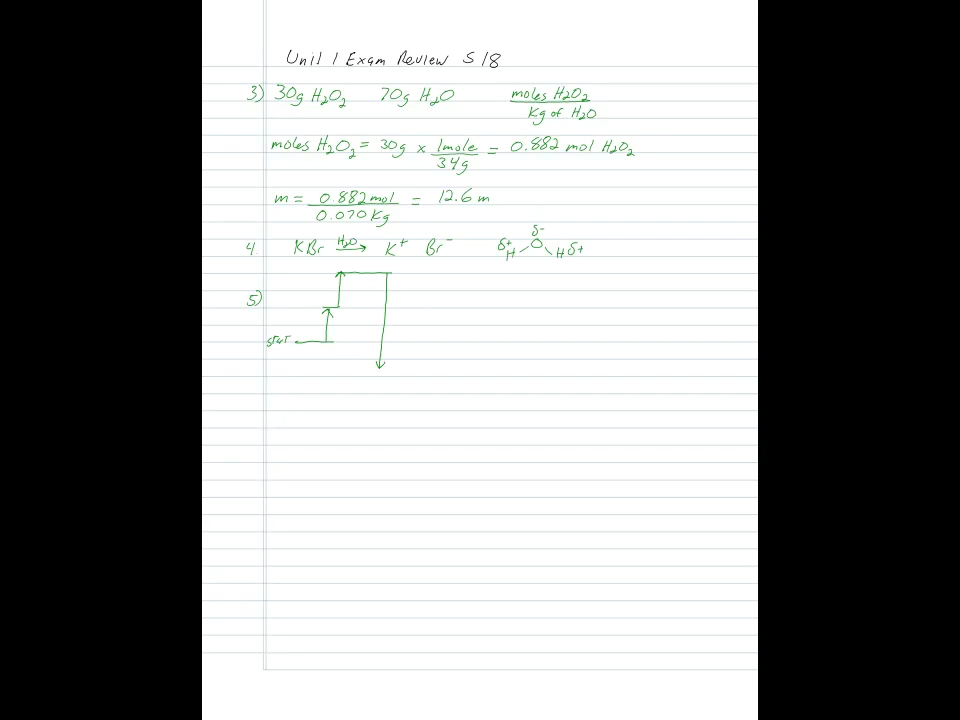 Unit 1 Exam Review S18
3) 30g H₂O₂ 70g H₂O moles H₂O₂ / Kg of H₂O
moles H₂O₂ = 30g x 1mole / 34g = 0.882 mol H₂O₂
m = 0.882 mol / 0.070 Kg = 12.6 m
4. KBr H₂O → K⁺ Br⁻ δ⁺ H O δ⁻ H δ+
5)
start